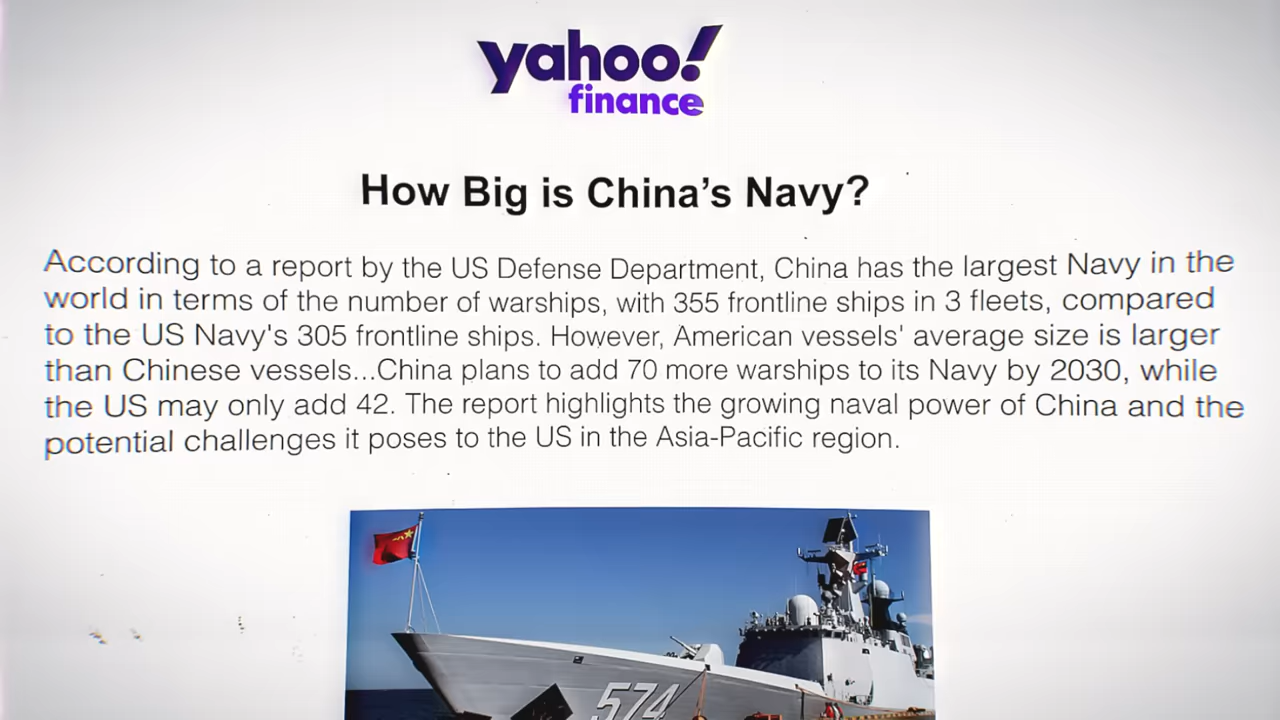 yahoo!
finance
How Big is China’s Navy?
According to a report by the US Defense Department, China has the largest Navy in the
world in terms of the number of warships, with 355 frontline ships in 3 fleets, compared
to the US Navy's 305 frontline ships. However, American vessels' average size is larger
than Chinese vessels...China plans to add 70 more warships to its Navy by 2030, while
the US may only add 42. The report highlights the growing naval power of China and the
potential challenges it poses to the US in the Asia-Pacific region.
574